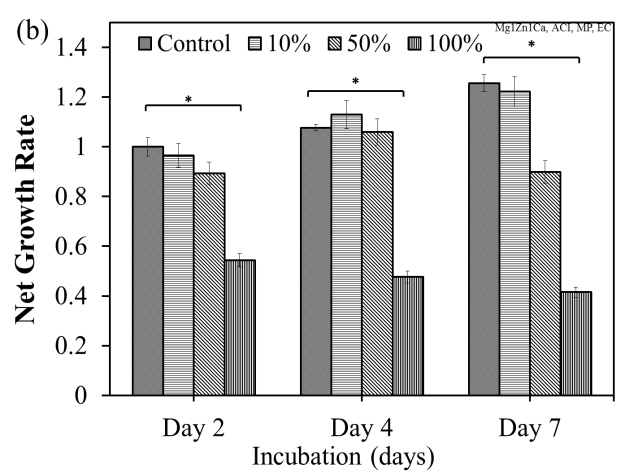 (b)
Mg1Zn1Ca, ACI, MP, EC
Control 10% 50% 100%
*
*
*
1.4
1.2
1
0.8
0.6
0.4
0.2
0
Net Growth Rate
Day 2 Day 4 Day 7
Incubation (days)